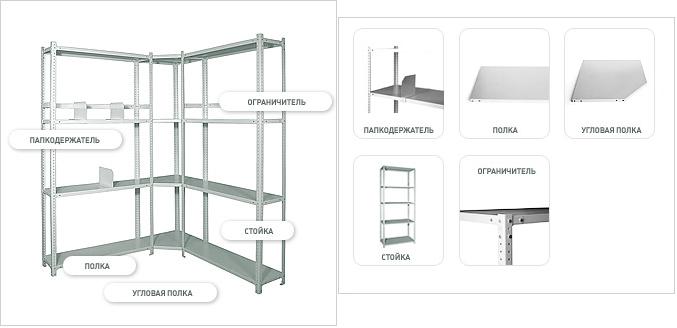 ОГРАНИЧИТЕЛЬ
ПАПКОДЕРЖАТЕЛЬ
СТОЙКА
ПОЛКА
УГЛОВАЯ ПОЛКА
ПАПКОДЕРЖАТЕЛЬ
ПОЛКА
УГЛОВАЯ ПОЛКА
СТОЙКА
ОГРАНИЧИТЕЛЬ